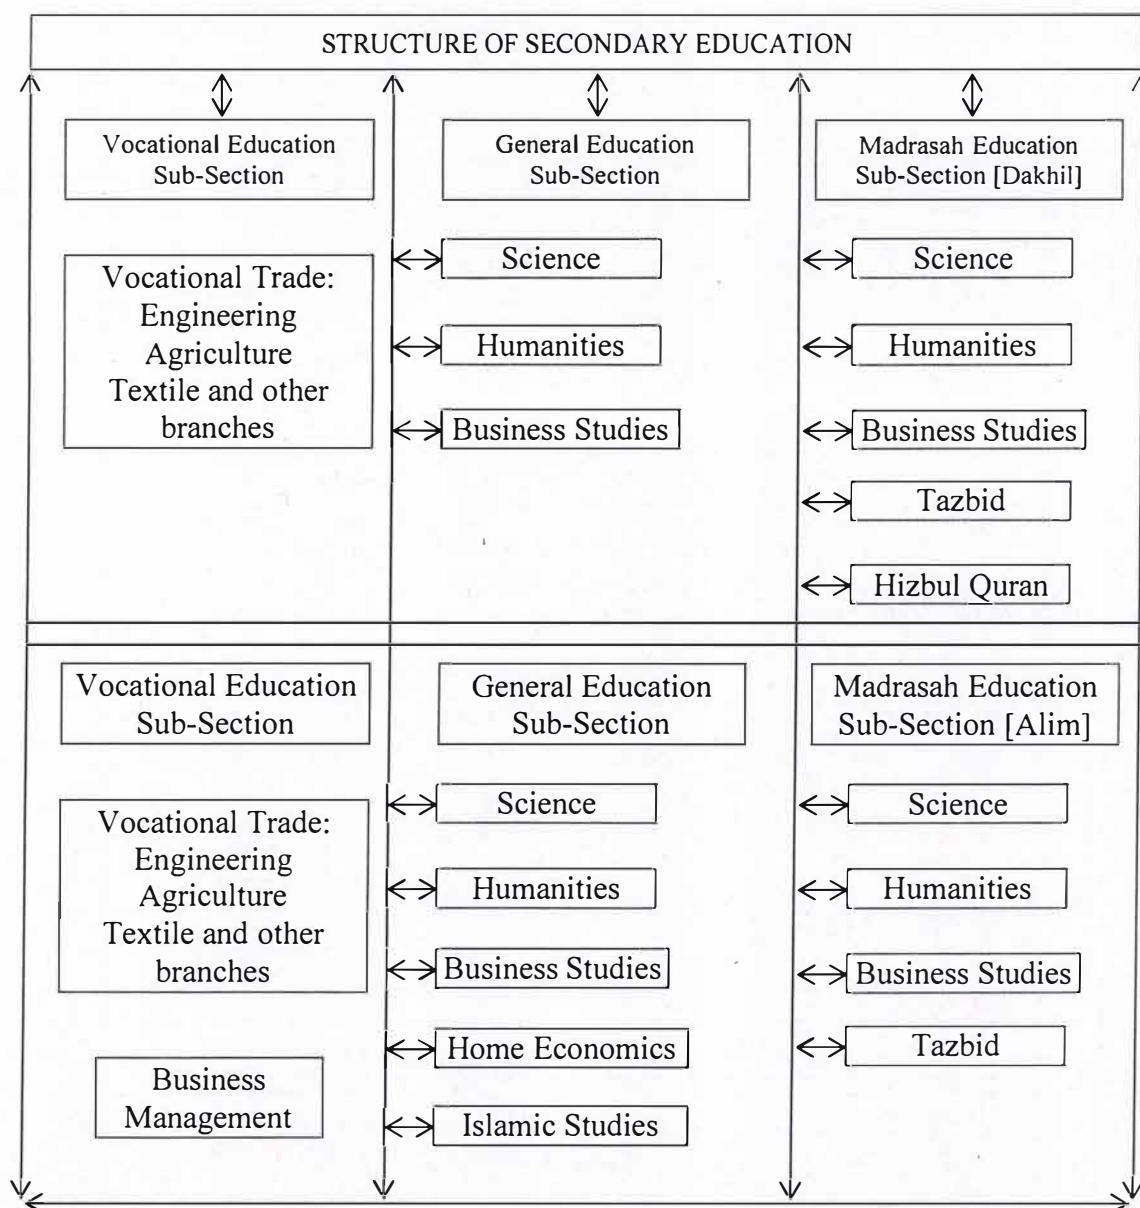 STRUCTURE OF SECONDARY EDUCATION
Vocational Education
Sub-Section
General Education
Sub-Section
Madrasah Education
Sub-Section [Dakhil]
Vocational Trade:
Engineering
Agriculture
Textile and other
branches
Science
Humanities
Business Studies
Science
Humanities
Business Studies
Tazbid
Hizbul Quran
Vocational Education
Sub-Section
General Education
Sub-Section
Madrasah Education
Sub-Section [Alim]
Vocational Trade:
Engineering
Agriculture
Textile and other
branches
Business
Management
Science
Humanities
Business Studies
Home Economics
Islamic Studies
Science
Humanities
Business Studies
Tazbid